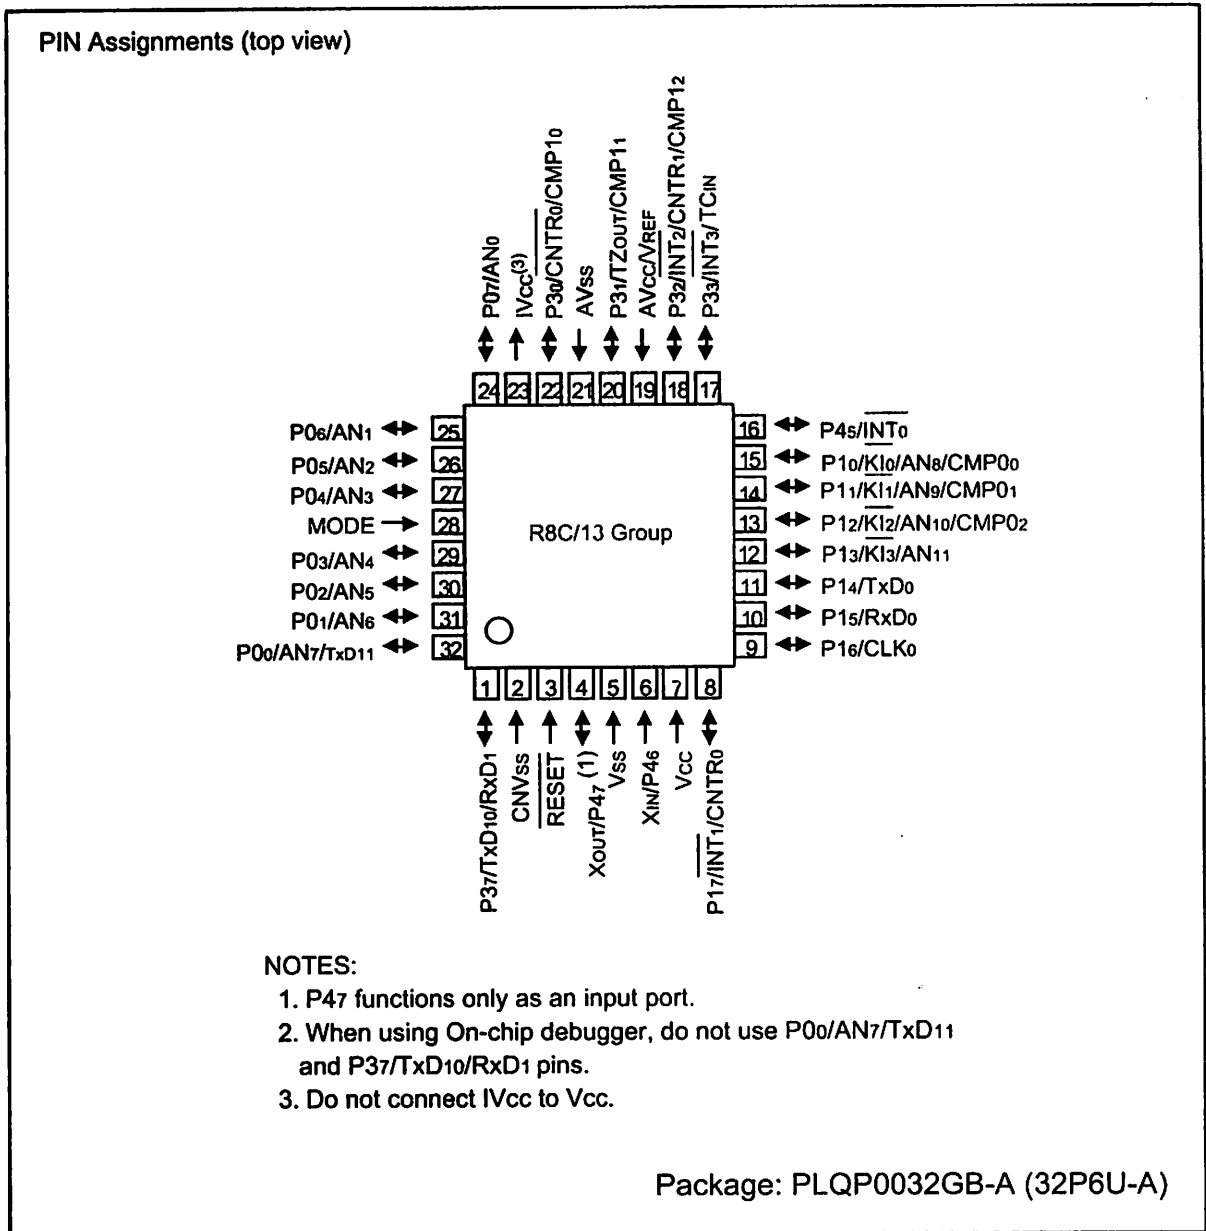 PIN Assignments (top view)
P07/AN0
IVCC(3)
P30/CNTR0/CMP10
AVSS
P31/TZOUT/CMP11
AVCC/VREF
P32/INT2/CNTR1/CMP12
P33/INT3/TCIN
24 23 22 21 20 19 18 17
P06/AN1 25
P05/AN2 26
P04/AN3 27
MODE 28
P03/AN4 29
P02/AN5 30
P01/AN6 31
P00/AN7/TxD11 32
R8C/13 Group
16 P45/INT0
15 P10/KI0/AN8/CMP00
14 P11/KI1/AN9/CMP01
13 P12/KI2/AN10/CMP02
12 P13/KI3/AN11
11 P14/TxD0
10 P15/RxD0
9 P16/CLK0
1 2 3 4 5 6 7 8
P37/TxD10/RxD1
CNVSS
RESET
XOUT/P47 (1)
VSS
XIN/P46
VCC
P17/INT1/CNTR0
NOTES:
1. P47 functions only as an input port.
2. When using On-chip debugger, do not use P00/AN7/TxD11
and P37/TxD10/RxD1 pins.
3. Do not connect IVcc to Vcc.
Package: PLQP0032GB-A (32P6U-A)